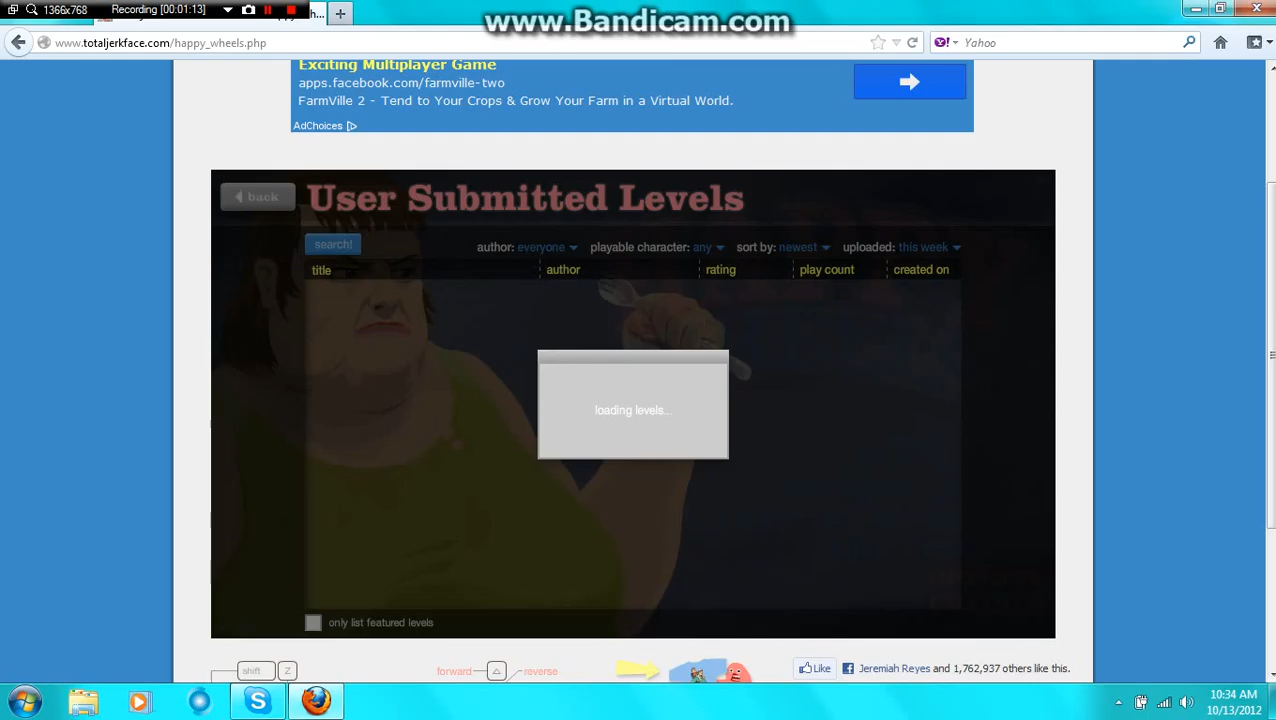 1366x768 Recording [00:01:13]
www.Bandicam.com
www.totaljerkface.com/happy_wheels.php
Yahoo
Exciting Multiplayer Game
apps.facebook.com/farmville-two
FarmVille 2 - Tend to Your Crops & Grow Your Farm in a Virtual World.
AdChoices
back User Submitted Levels
search! author: everyone playable character: any sort by: newest uploaded: this week
title author rating play count created on
loading levels...
only list featured levels
shift Z forward reverse Like Jeremiah Reyes and 1,762,937 others like this.
10:34 AM
10/13/2012